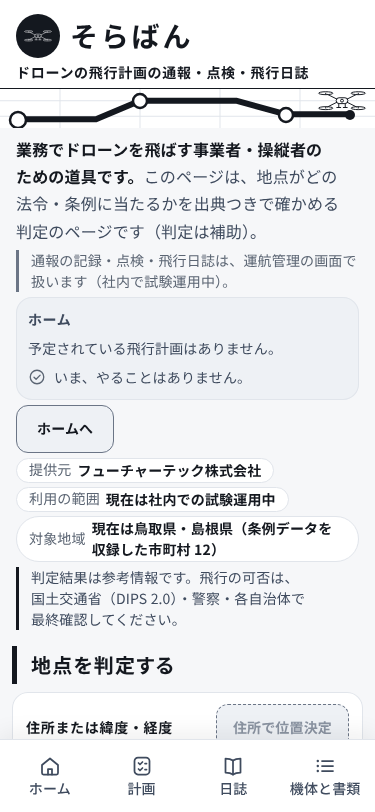 そらばん
ドローンの飛行計画の通報・点検・飛行日誌
業務でドローンを飛ばす事業者・操縦者の
ための道具です。このページは、地点がどの
法令・条例に当たるかを出典つきで確かめる
判定のページです（判定は補助）。
通報の記録・点検・飛行日誌は、運航管理の画面で
扱います（社内で試験運用中）。
ホーム
予定されている飛行計画はありません。
いま、やることはありません。
ホームへ
提供元 フューチャーテック株式会社
利用の範囲 現在は社内での試験運用中
対象地域 現在は鳥取県・島根県（条例データを
収録した市町村 12）
判定結果は参考情報です。飛行の可否は、
国土交通省（DIPS 2.0）・警察・各自治体で
最終確認してください。
地点を判定する
住所または緯度・経度 住所で位置決定
ホーム 計画 日誌 機体と書類